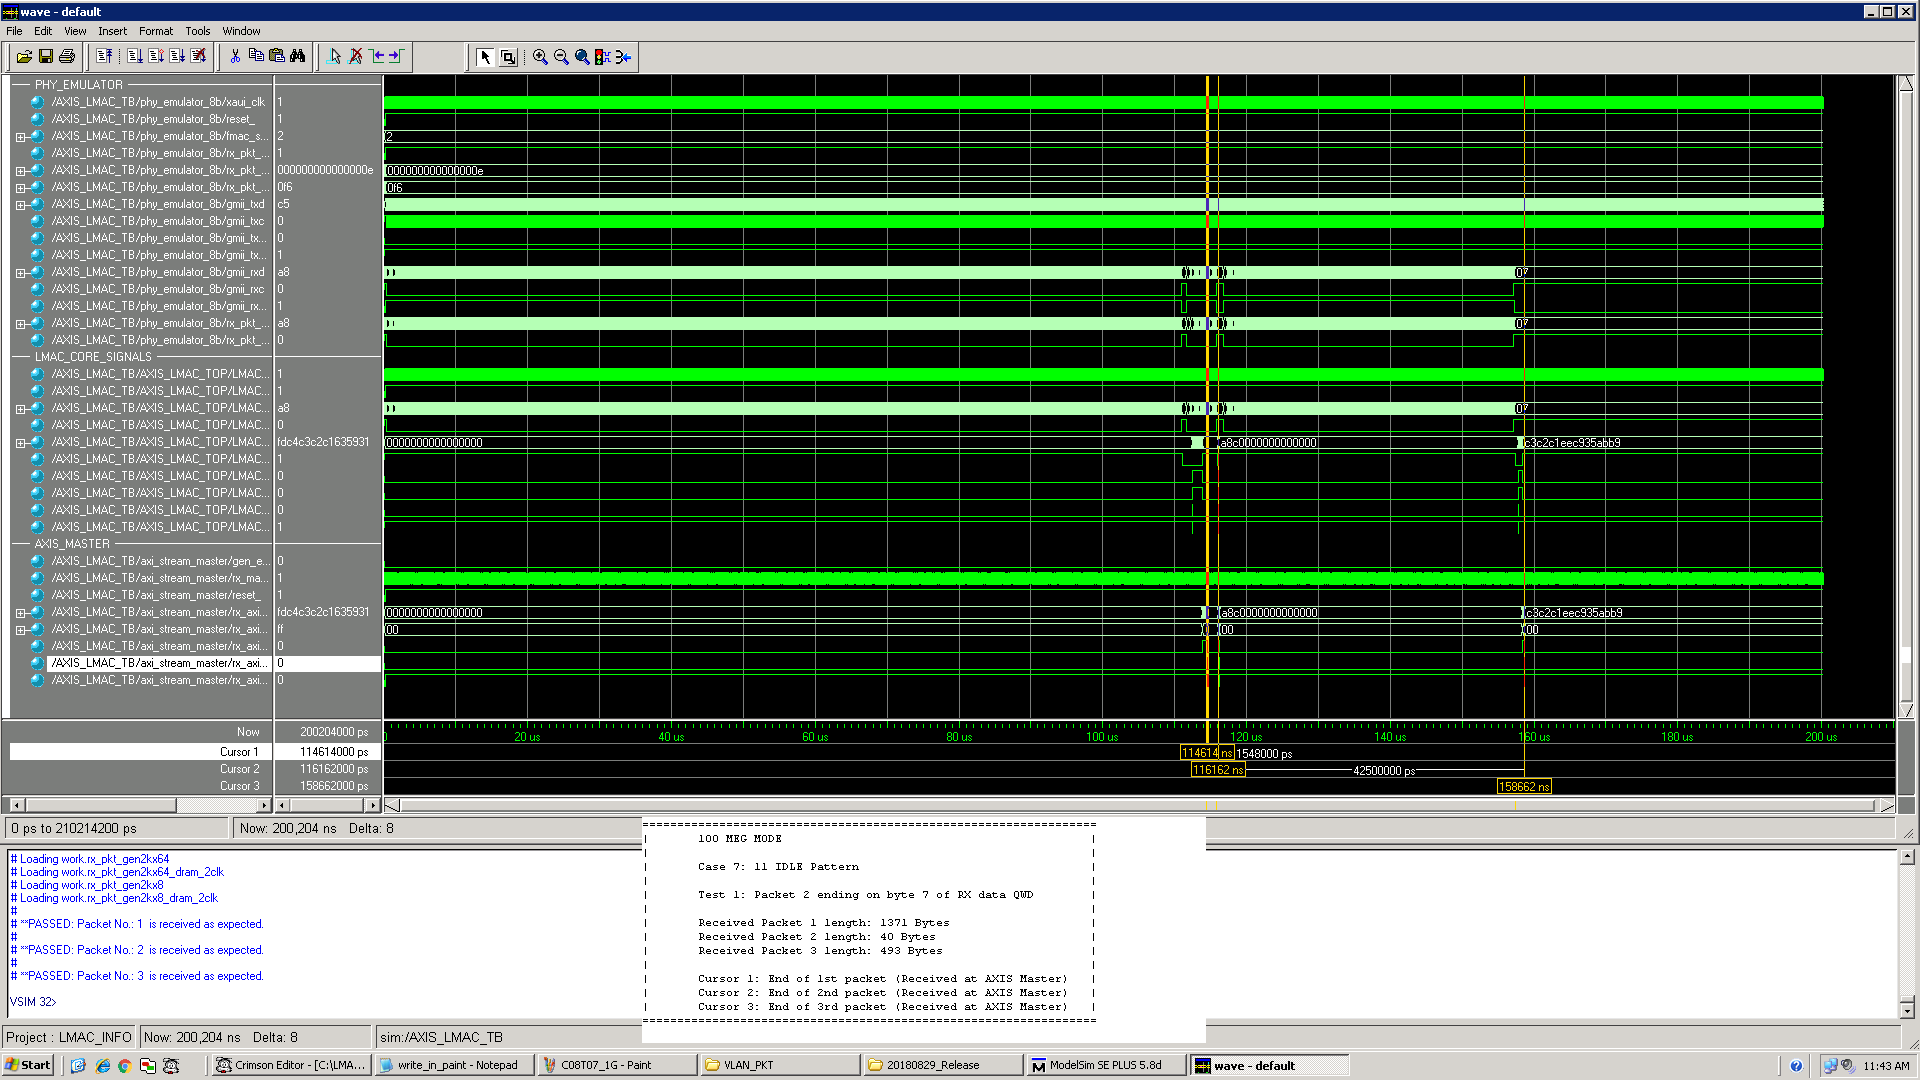 wave - default
File Edit View Insert Format Tools Window
PHY_EMULATOR
/AXIS_LMAC_TB/phy_emulator_8b/xaui_clk 1
/AXIS_LMAC_TB/phy_emulator_8b/reset_ 1
/AXIS_LMAC_TB/phy_emulator_8b/fmac_s... 2 2
/AXIS_LMAC_TB/phy_emulator_8b/rx_pkt_... 1
/AXIS_LMAC_TB/phy_emulator_8b/rx_pkt_... 000000000000000e 000000000000000e
/AXIS_LMAC_TB/phy_emulator_8b/rx_pkt_... 0f6 0f6
/AXIS_LMAC_TB/phy_emulator_8b/gmii_txd c5
/AXIS_LMAC_TB/phy_emulator_8b/gmii_txc 0
/AXIS_LMAC_TB/phy_emulator_8b/gmii_tx... 0
/AXIS_LMAC_TB/phy_emulator_8b/gmii_tx... 1
/AXIS_LMAC_TB/phy_emulator_8b/gmii_rxd a8 07
/AXIS_LMAC_TB/phy_emulator_8b/gmii_rxc 0
/AXIS_LMAC_TB/phy_emulator_8b/gmii_rx... 1
/AXIS_LMAC_TB/phy_emulator_8b/rx_pkt_... a8 07
/AXIS_LMAC_TB/phy_emulator_8b/rx_pkt_... 0
LMAC_CORE_SIGNALS
/AXIS_LMAC_TB/AXIS_LMAC_TOP/LMAC... 1
/AXIS_LMAC_TB/AXIS_LMAC_TOP/LMAC... 1
/AXIS_LMAC_TB/AXIS_LMAC_TOP/LMAC... a8 07
/AXIS_LMAC_TB/AXIS_LMAC_TOP/LMAC... 0
/AXIS_LMAC_TB/AXIS_LMAC_TOP/LMAC... fdc4c3c2c1635931 0000000000000000 a8c0000000000000 c3c2c1eec935abb9
/AXIS_LMAC_TB/AXIS_LMAC_TOP/LMAC... 1
/AXIS_LMAC_TB/AXIS_LMAC_TOP/LMAC... 0
/AXIS_LMAC_TB/AXIS_LMAC_TOP/LMAC... 0
/AXIS_LMAC_TB/AXIS_LMAC_TOP/LMAC... 0
/AXIS_LMAC_TB/AXIS_LMAC_TOP/LMAC... 1
AXIS_MASTER
/AXIS_LMAC_TB/axi_stream_master/gen_e... 0
/AXIS_LMAC_TB/axi_stream_master/rx_ma... 1
/AXIS_LMAC_TB/axi_stream_master/reset_ 1
/AXIS_LMAC_TB/axi_stream_master/rx_axi... fdc4c3c2c1635931 0000000000000000 a8c0000000000000 c3c2c1eec935abb9
/AXIS_LMAC_TB/axi_stream_master/rx_axi... ff 00 00 00
/AXIS_LMAC_TB/axi_stream_master/rx_axi... 0
/AXIS_LMAC_TB/axi_stream_master/rx_axi... 0
/AXIS_LMAC_TB/axi_stream_master/rx_axi... 0
Now 200204000 ps 0 20 us 40 us 60 us 80 us 100 us 120 us 140 us 160 us 180 us 200 us
Cursor 1 114614000 ps 114614 ns 1548000 ps
Cursor 2 116162000 ps 116162 ns 42500000 ps
Cursor 3 158662000 ps 158662 ns
0 ps to 210214200 ps Now: 200,204 ns Delta: 8
# Loading work.rx_pkt_gen2kx64
# Loading work.rx_pkt_gen2kx64_dram_2clk
# Loading work.rx_pkt_gen2kx8
# Loading work.rx_pkt_gen2kx8_dram_2clk
#
# **PASSED: Packet No.: 1 is received as expected.
#
# **PASSED: Packet No.: 2 is received as expected.
#
# **PASSED: Packet No.: 3 is received as expected.
VSIM 32>
100 MEG MODE
Case 7: 11 IDLE Pattern
Test 1: Packet 2 ending on byte 7 of RX data QWD
Received Packet 1 length: 1371 Bytes
Received Packet 2 length: 40 Bytes
Received Packet 3 length: 493 Bytes
Cursor 1: End of 1st packet (Received at AXIS Master)
Cursor 2: End of 2nd packet (Received at AXIS Master)
Cursor 3: End of 3rd packet (Received at AXIS Master)
Project : LMAC_INFO Now: 200,204 ns Delta: 8 sim:/AXIS_LMAC_TB
Start Crimson Editor - [C:\LMA... write_in_paint - Notepad C08T07_1G - Paint VLAN_PKT 20180829_Release ModelSim SE PLUS 5.8d wave - default 11:43 AM